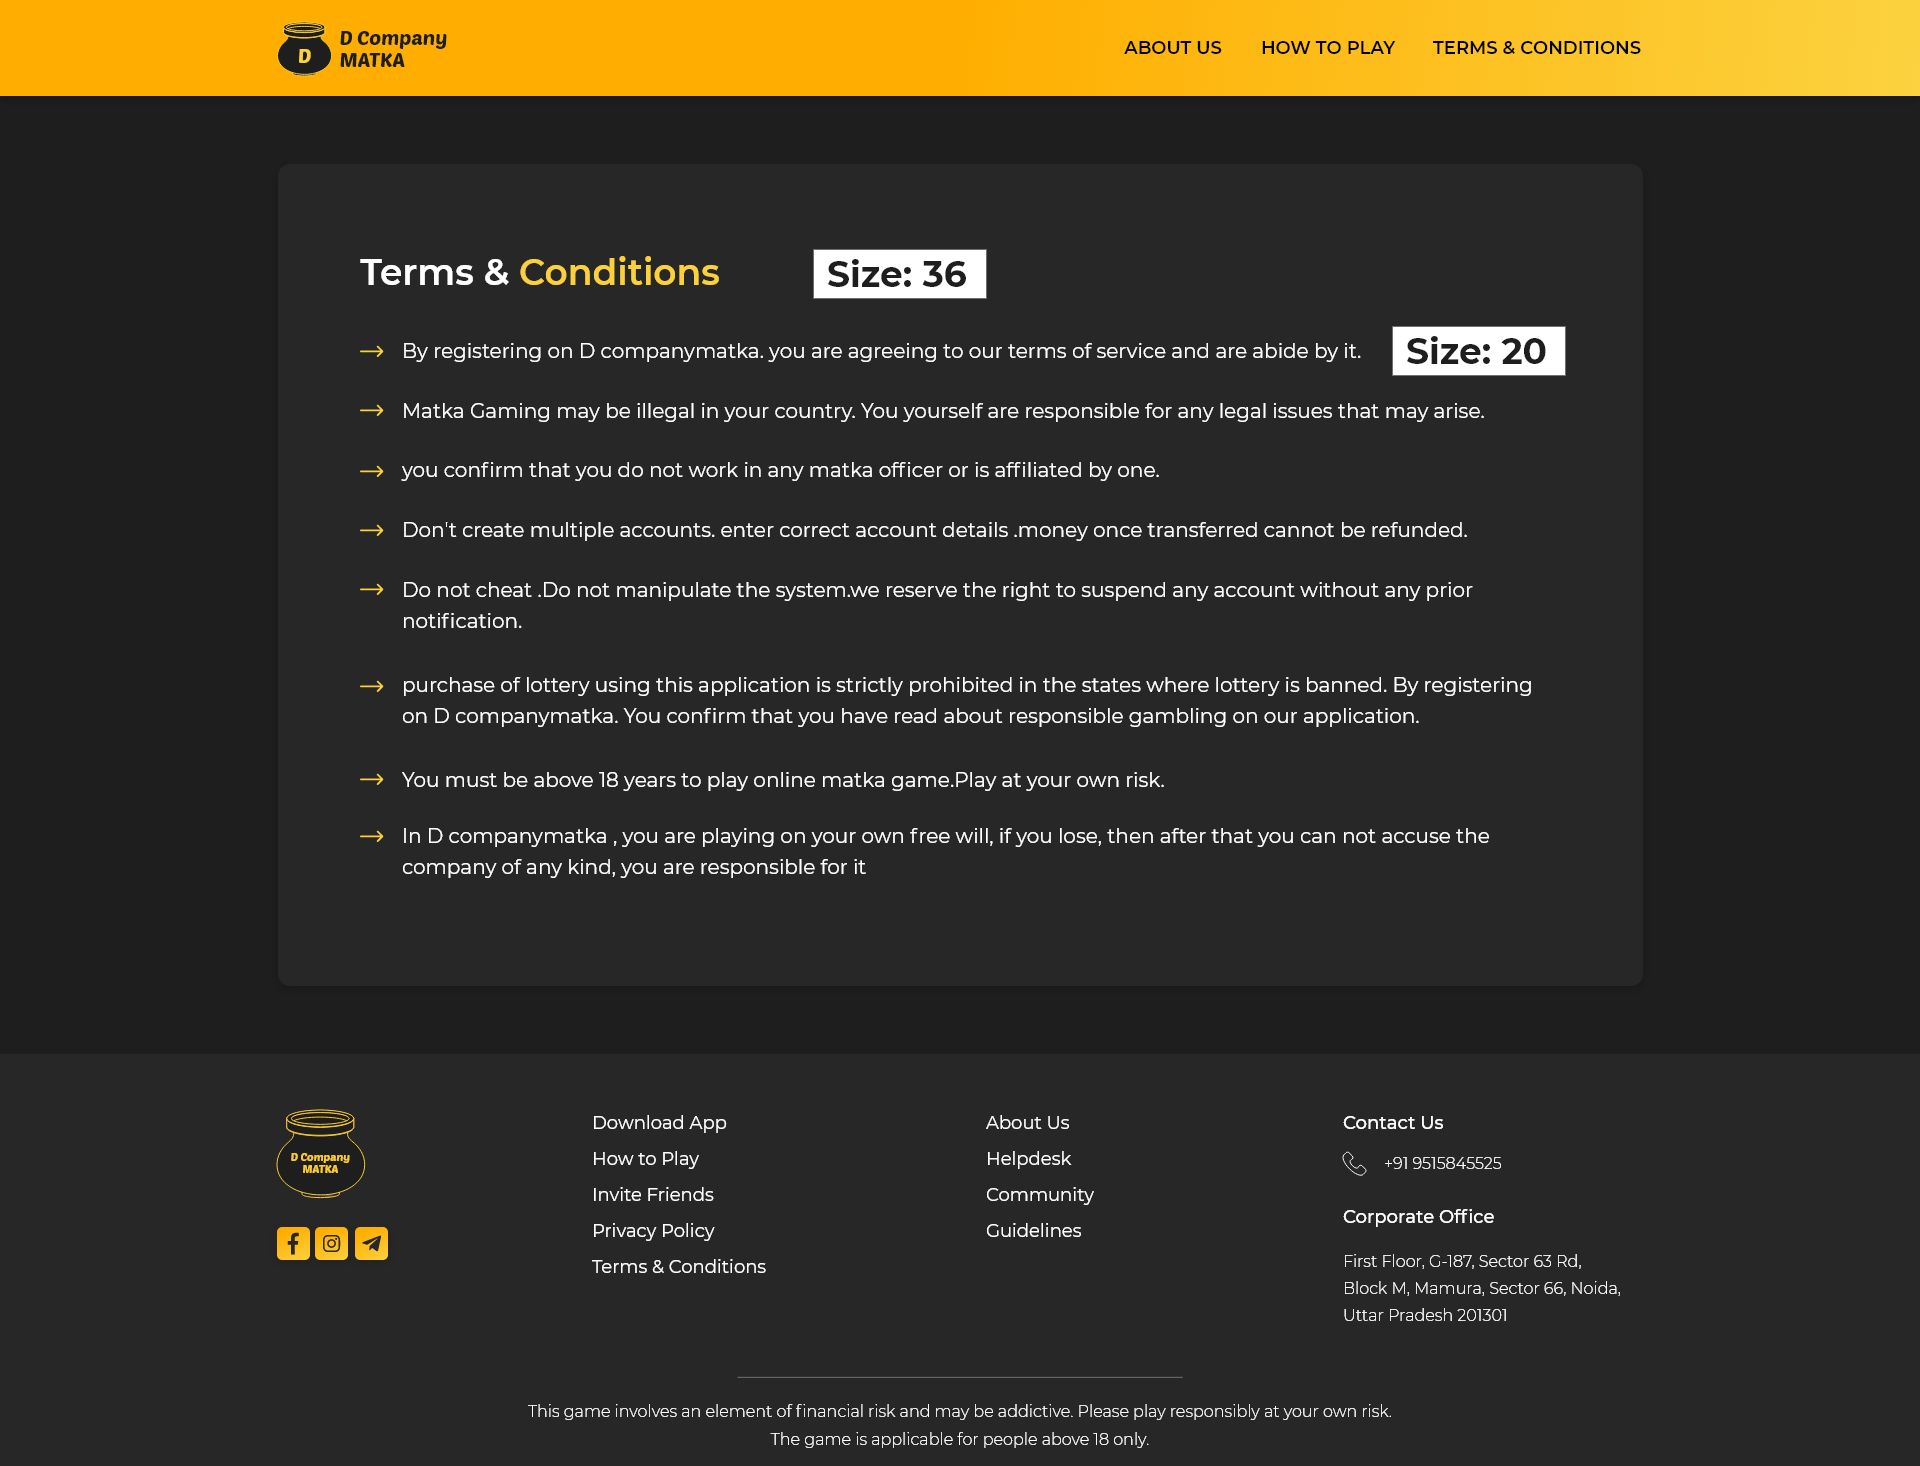 D Company
MATKA
D
ABOUT US
HOW TO PLAY
TERMS & CONDITIONS
Terms & Conditions
Size: 36
By registering on D companymatka. you are agreeing to our terms of service and are abide by it.
Size: 20
Matka Gaming may be illegal in your country. You yourself are responsible for any legal issues that may arise.
you confirm that you do not work in any matka officer or is affiliated by one.
Don't create multiple accounts. enter correct account details .money once transferred cannot be refunded.
Do not cheat .Do not manipulate the system.we reserve the right to suspend any account without any prior
notification.
purchase of lottery using this application is strictly prohibited in the states where lottery is banned. By registering
on D companymatka. You confirm that you have read about responsible gambling on our application.
You must be above 18 years to play online matka game.Play at your own risk.
In D companymatka , you are playing on your own free will, if you lose, then after that you can not accuse the
company of any kind, you are responsible for it
D Company
MATKA
Download App
How to Play
Invite Friends
Privacy Policy
Terms & Conditions
About Us
Helpdesk
Community
Guidelines
Contact Us
+91 9515845525
Corporate Office
First Floor, G-187, Sector 63 Rd,
Block M, Mamura, Sector 66, Noida,
Uttar Pradesh 201301
This game involves an element of financial risk and may be addictive. Please play responsibly at your own risk.
The game is applicable for people above 18 only.